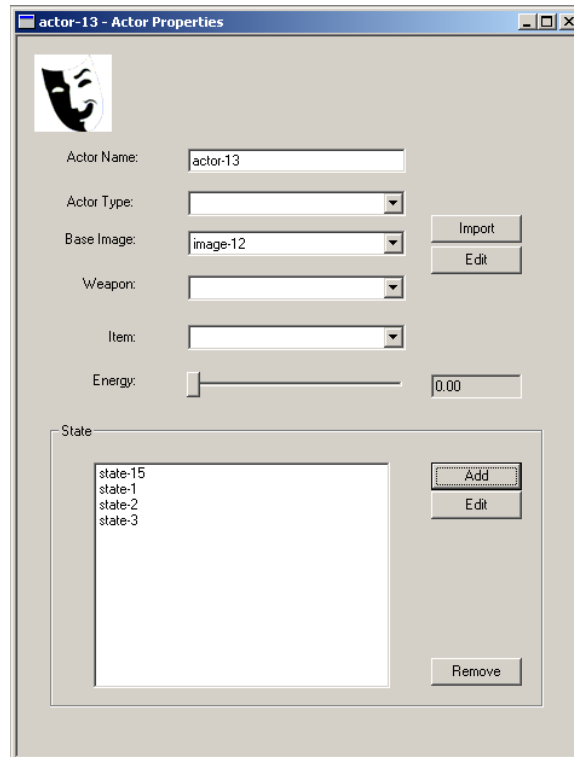 actor-13 - Actor Properties
Actor Name: actor-13
Actor Type:
Base Image: image-12
Import
Edit
Weapon:
Item:
Energy: 0.00
State
state-15
state-1
state-2
state-3
Add
Edit
Remove